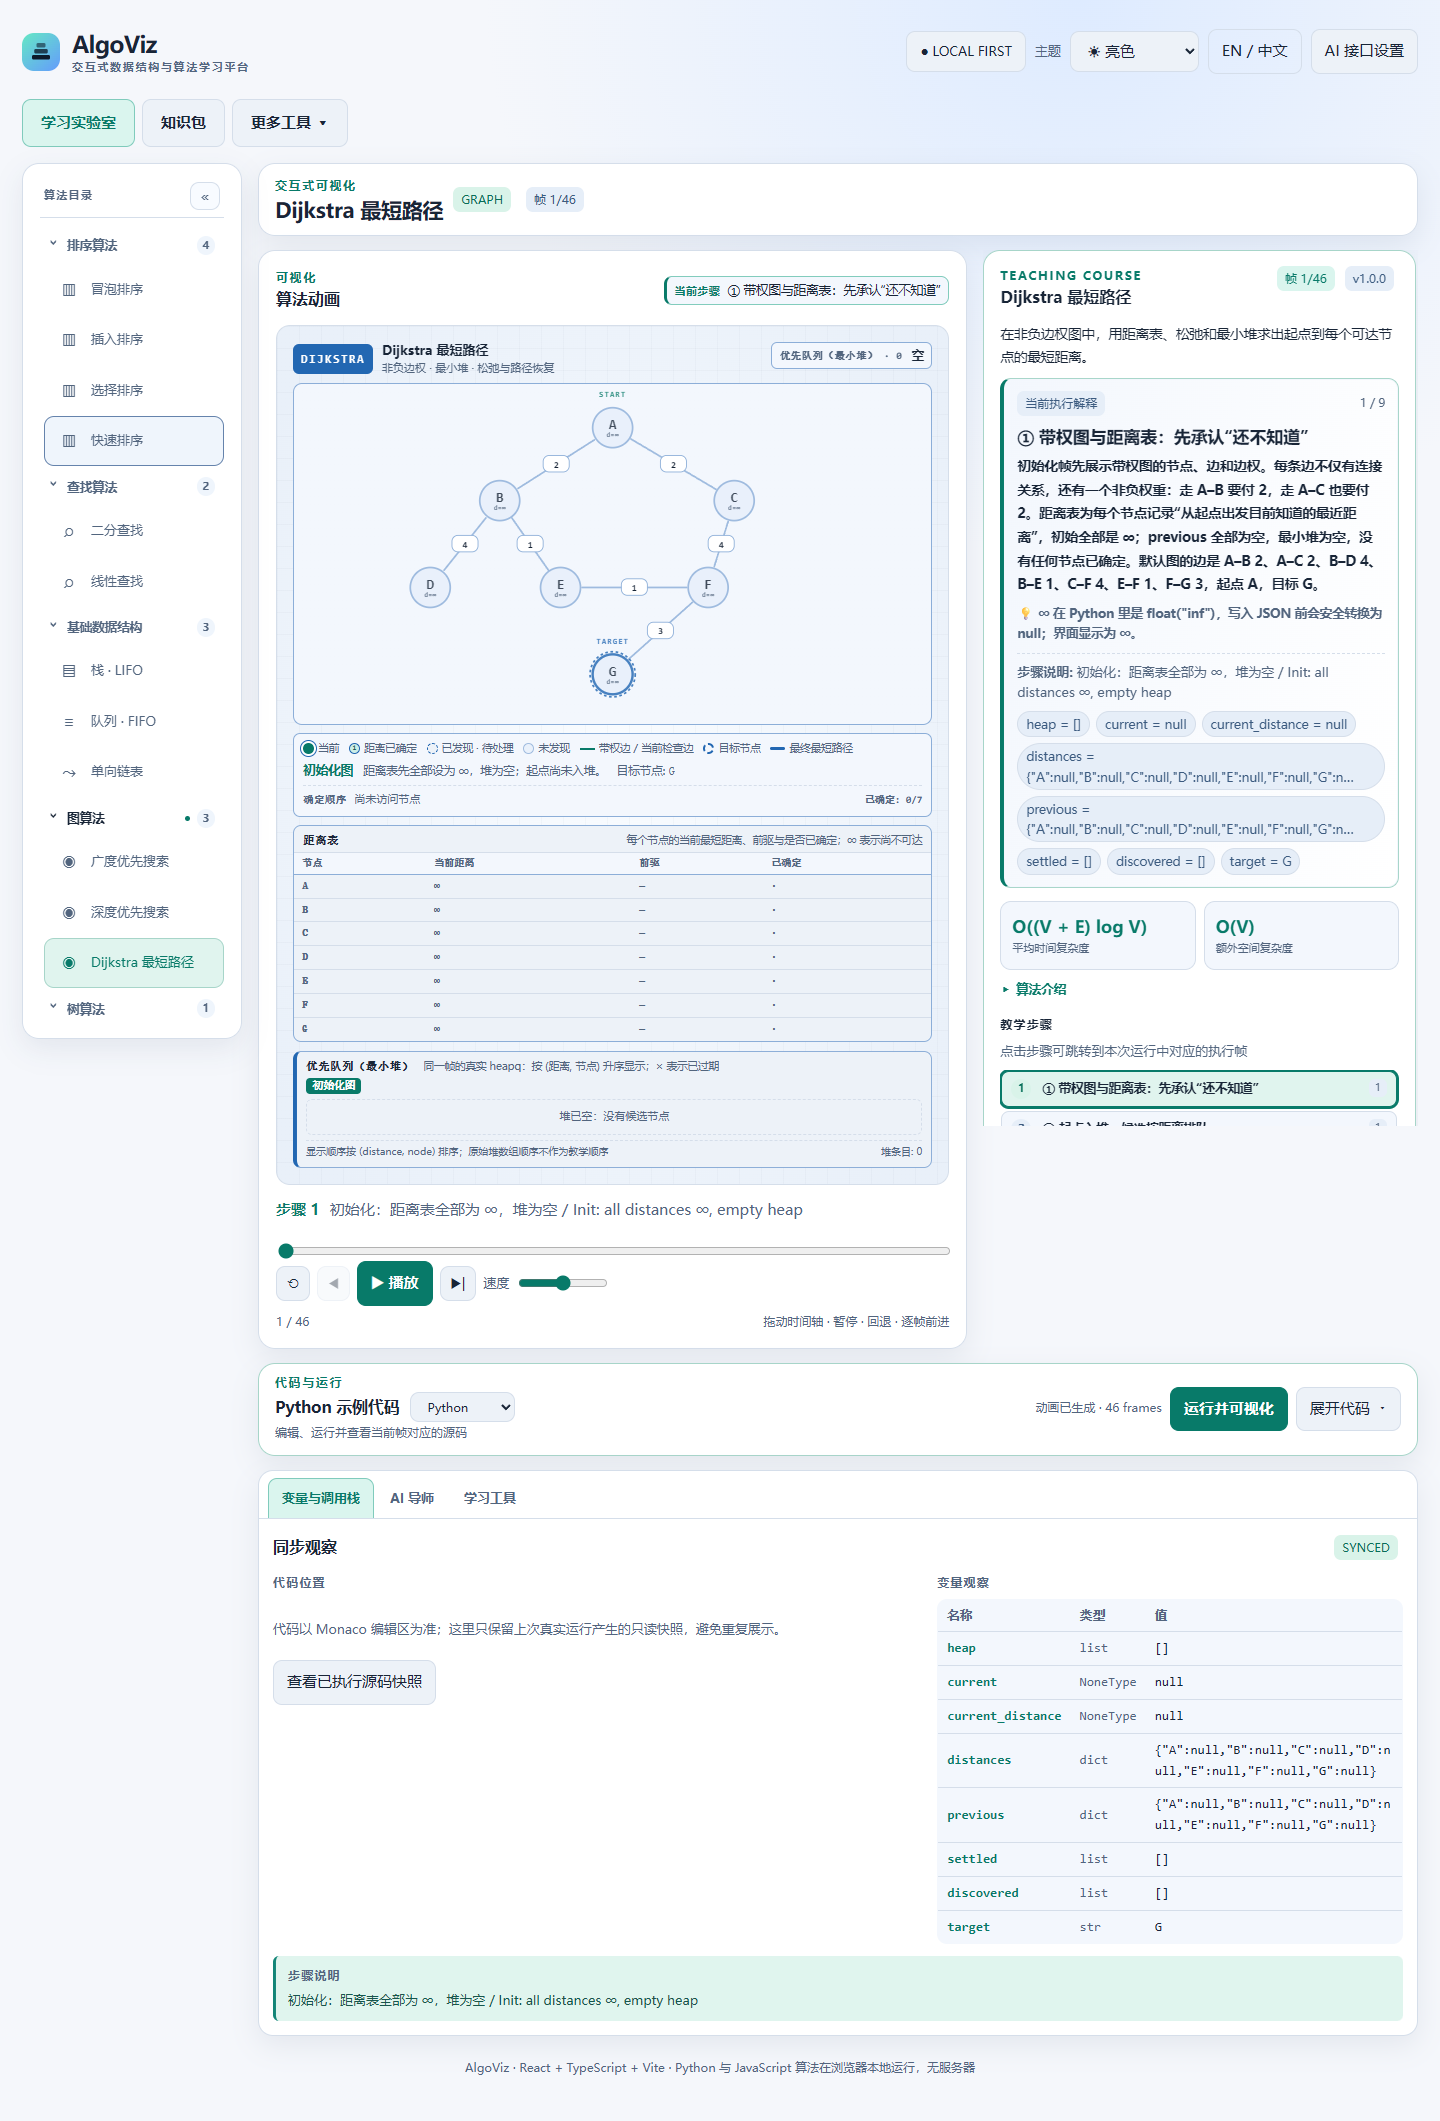 AlgoViz
交互式数据结构与算法学习平台
● LOCAL FIRST
主题
☀ 亮色
EN / 中文
AI 接口设置
学习实验室
知识包
更多工具 ▾
算法目录
«
排序算法
4
冒泡排序
插入排序
选择排序
快速排序
查找算法
2
二分查找
线性查找
基础数据结构
3
栈 · LIFO
队列 · FIFO
单向链表
图算法
3
广度优先搜索
深度优先搜索
Dijkstra 最短路径
树算法
1
交互式可视化
Dijkstra 最短路径
GRAPH
帧 1/46
可视化
算法动画
当前步骤 ① 带权图与距离表：先承认“还不知道”
DIJKSTRA
Dijkstra 最短路径
非负边权 · 最小堆 · 松弛与路径恢复
优先队列（最小堆） · 0 空
START
A
d=∞
2
2
B
d=∞
C
d=∞
4
1
4
D
d=∞
E
d=∞
1
F
d=∞
3
TARGET
G
d=∞
当前
① 距离已确定
已发现 · 待处理
未发现
带权边 / 当前检查边
目标节点
最终最短路径
初始化图 距离表先全部设为 ∞，堆为空；起点尚未入堆。 目标节点: G
确定顺序 尚未访问节点
已确定: 0/7
距离表
每个节点的当前最短距离、前驱与是否已确定；∞ 表示尚不可达
节点 当前距离 前驱 已确定
A ∞ — ·
B ∞ — ·
C ∞ — ·
D ∞ — ·
E ∞ — ·
F ∞ — ·
G ∞ — ·
优先队列（最小堆） 同一帧的真实 heapq：按 (距离, 节点) 升序显示；× 表示已过期
初始化图
堆已空：没有候选节点
显示顺序按 (distance, node) 排序；原始堆数组顺序不作为教学顺序
堆条目: 0
步骤 1 初始化：距离表全部为 ∞，堆为空 / Init: all distances ∞, empty heap
▶ 播放
速度
1 / 46
拖动时间轴 · 暂停 · 回退 · 逐帧前进
TEACHING COURSE
Dijkstra 最短路径
帧 1/46
v1.0.0
在非负边权图中，用距离表、松弛和最小堆求出起点到每个可达节
点的最短距离。
当前执行解释
1 / 9
① 带权图与距离表：先承认“还不知道”
初始化帧先展示带权图的节点、边和边权。每条边不仅有连接
关系，还有一个非负权重：走 A–B 要付 2，走 A–C 也要付
2。距离表为每个节点记录“从起点出发目前知道的最近距
离”，初始全部是 ∞；previous 全部为空，最小堆为空，没
有任何节点已确定。默认图的边是 A–B 2、A–C 2、B–D 4、
B–E 1、C–F 4、E–F 1、F–G 3，起点 A，目标 G。
💡 ∞ 在 Python 里是 float("inf")，写入 JSON 前会安全转换为
null；界面显示为 ∞。
步骤说明: 初始化：距离表全部为 ∞，堆为空 / Init: all
distances ∞, empty heap
heap = []
current = null
current_distance = null
distances =
{"A":null,"B":null,"C":null,"D":null,"E":null,"F":null,"G":n...
previous =
{"A":null,"B":null,"C":null,"D":null,"E":null,"F":null,"G":n...
settled = []
discovered = []
target = G
O((V + E) log V)
平均时间复杂度
O(V)
额外空间复杂度
▸ 算法介绍
教学步骤
点击步骤可跳转到本次运行中对应的执行帧
1 ① 带权图与距离表：先承认“还不知道” 1
代码与运行
Python 示例代码
Python
编辑、运行并查看当前帧对应的源码
动画已生成 · 46 frames
运行并可视化
展开代码
变量与调用栈
AI 导师
学习工具
同步观察
SYNCED
代码位置
代码以 Monaco 编辑区为准；这里只保留上次真实运行产生的只读快照，避免重复展示。
查看已执行源码快照
变量观察
名称 类型 值
heap list []
current NoneType null
current_distance NoneType null
distances dict {"A":null,"B":null,"C":null,"D":n
ull,"E":null,"F":null,"G":null}
previous dict {"A":null,"B":null,"C":null,"D":n
ull,"E":null,"F":null,"G":null}
settled list []
discovered list []
target str G
步骤说明
初始化：距离表全部为 ∞，堆为空 / Init: all distances ∞, empty heap
AlgoViz · React + TypeScript + Vite · Python 与 JavaScript 算法在浏览器本地运行，无服务器